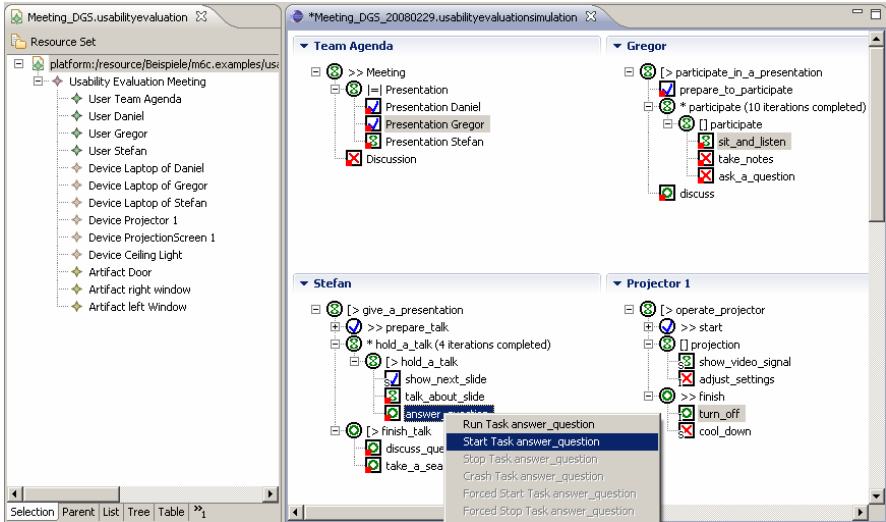 Meeting_DGS.usabilityevaluation
Resource Set
platform:/resource/Beispiele/m6c.examples/usa
Usability Evaluation Meeting
User Team Agenda
User Daniel
User Gregor
User Stefan
Device Laptop of Daniel
Device Laptop of Gregor
Device Laptop of Stefan
Device Projector 1
Device ProjectionScreen 1
Device Ceiling Light
Artifact Door
Artifact right window
Artifact left Window
Selection Parent List Tree Table »1
*Meeting_DGS_20080229.usabilityevaluationsimulation
Team Agenda
>> Meeting
|=| Presentation
Presentation Daniel
Presentation Gregor
Presentation Stefan
Discussion
Gregor
[> participate_in_a_presentation
prepare_to_participate
* participate (10 iterations completed)
[] participate
sit_and_listen
take_notes
ask_a_question
discuss
Stefan
[> give_a_presentation
>> prepare_talk
* hold_a_talk (4 iterations completed)
[> hold_a_talk
show_next_slide
talk_about_slide
answer_question
[> finish_talk
discuss_que
take_a_sea
Run Task answer_question
Start Task answer_question
Stop Task answer_question
Crash Task answer_question
Forced Start Task answer_question
Forced Stop Task answer_question
Projector 1
[> operate_projector
>> start
[] projection
show_video_signal
adjust_settings
>> finish
turn_off
cool_down